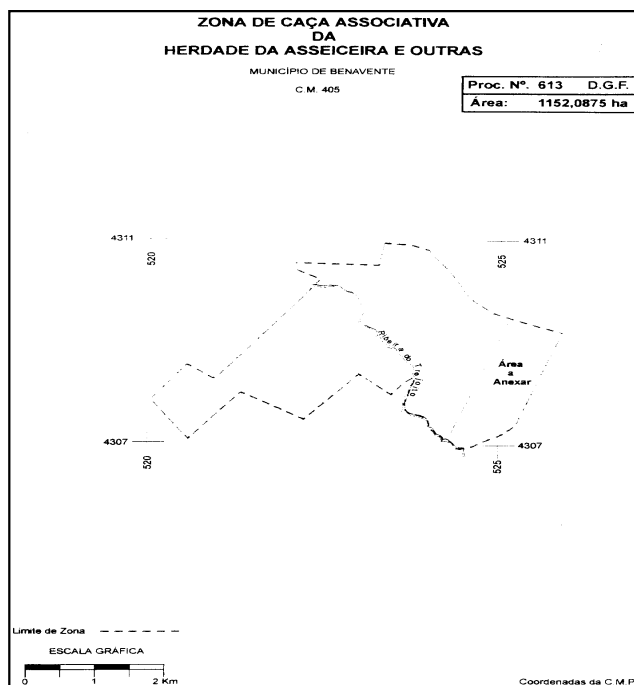 ZONA DE CAÇA ASSOCIATIVA
DA
HERDADE DA ASSEICEIRA E OUTRAS
MUNICÍPIO DE BENAVENTE
C.M. 405
Proc. Nº. 613 D.G.F.
Área: 1152,0875 ha
4311
520
4311
525
Ribeira do
Área
a
Anexar
4307
520
4307
525
Limite de Zona
ESCALA GRÁFICA
0 1 2 Km
Coordenadas da C.M.P.